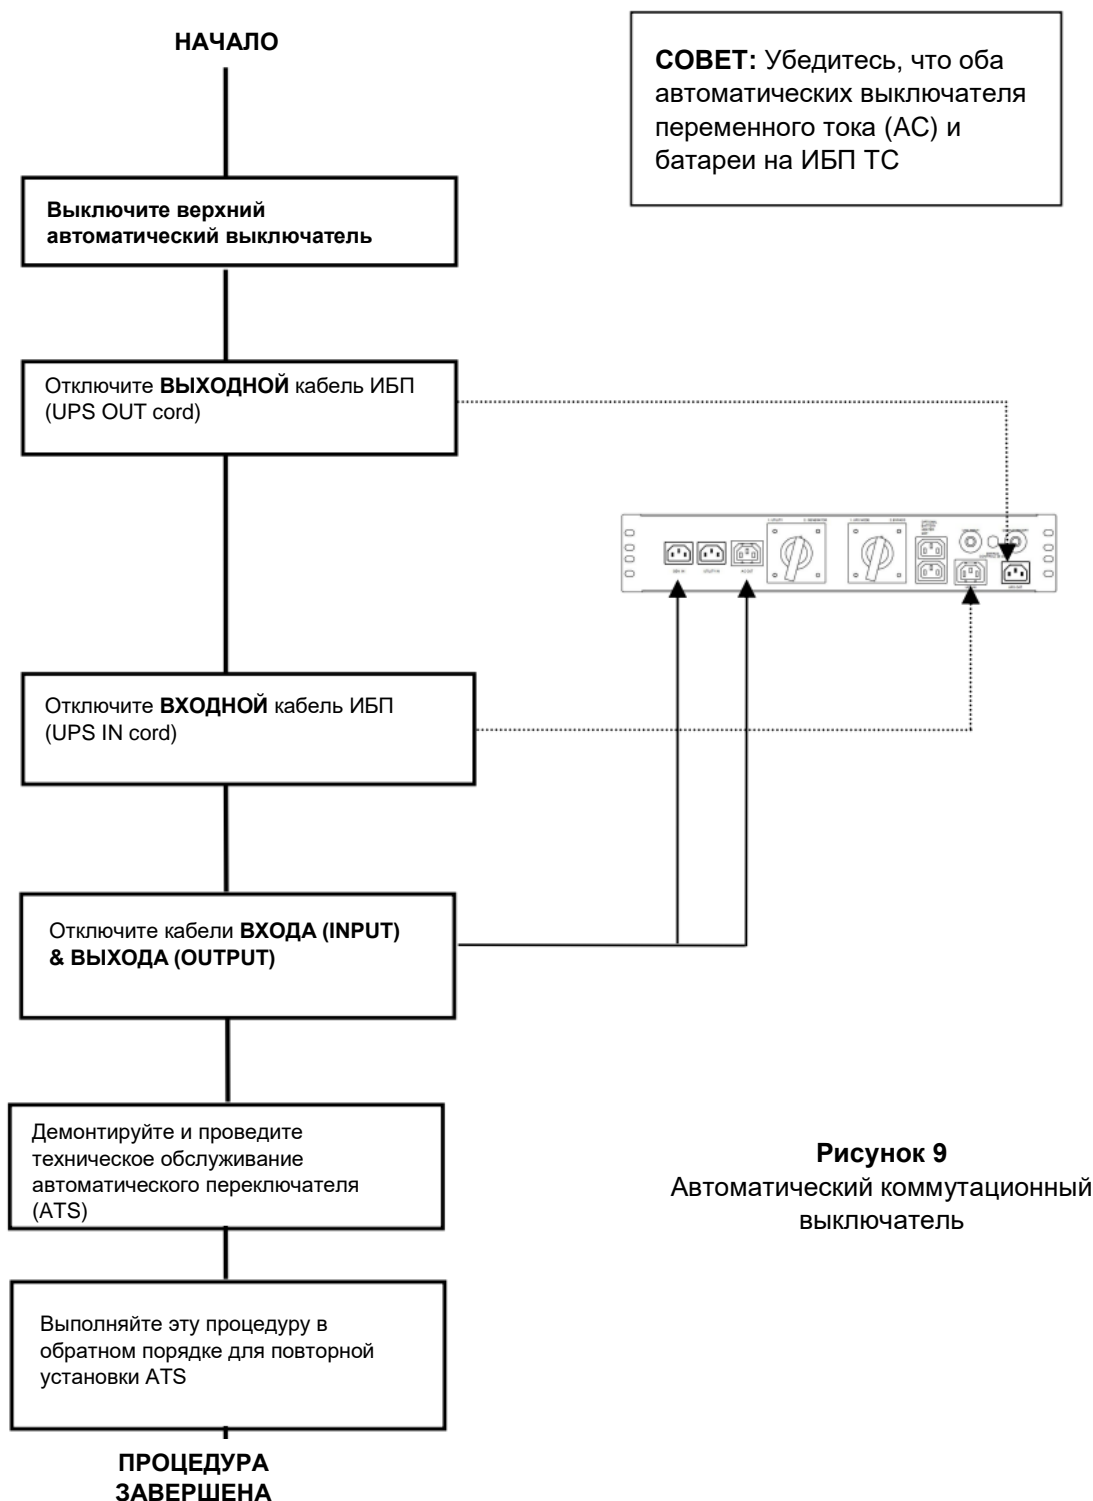 НАЧАЛО
СОВЕТ: Убедитесь, что оба
автоматических выключателя
переменного тока (AC) и
батареи на ИБП ТС
Выключите верхний
автоматический выключатель
Отключите ВЫХОДНОЙ кабель ИБП
(UPS OUT cord)
Отключите ВХОДНОЙ кабель ИБП
(UPS IN cord)
Отключите кабели ВХОДА (INPUT)
& ВЫХОДА (OUTPUT)
Демонтируйте и проведите
техническое обслуживание
автоматического переключателя
(ATS)
Рисунок 9
Автоматический коммутационный
выключатель
Выполняйте эту процедуру в
обратном порядке для повторной
установки ATS
ПРОЦЕДУРА
ЗАВЕРШЕНА